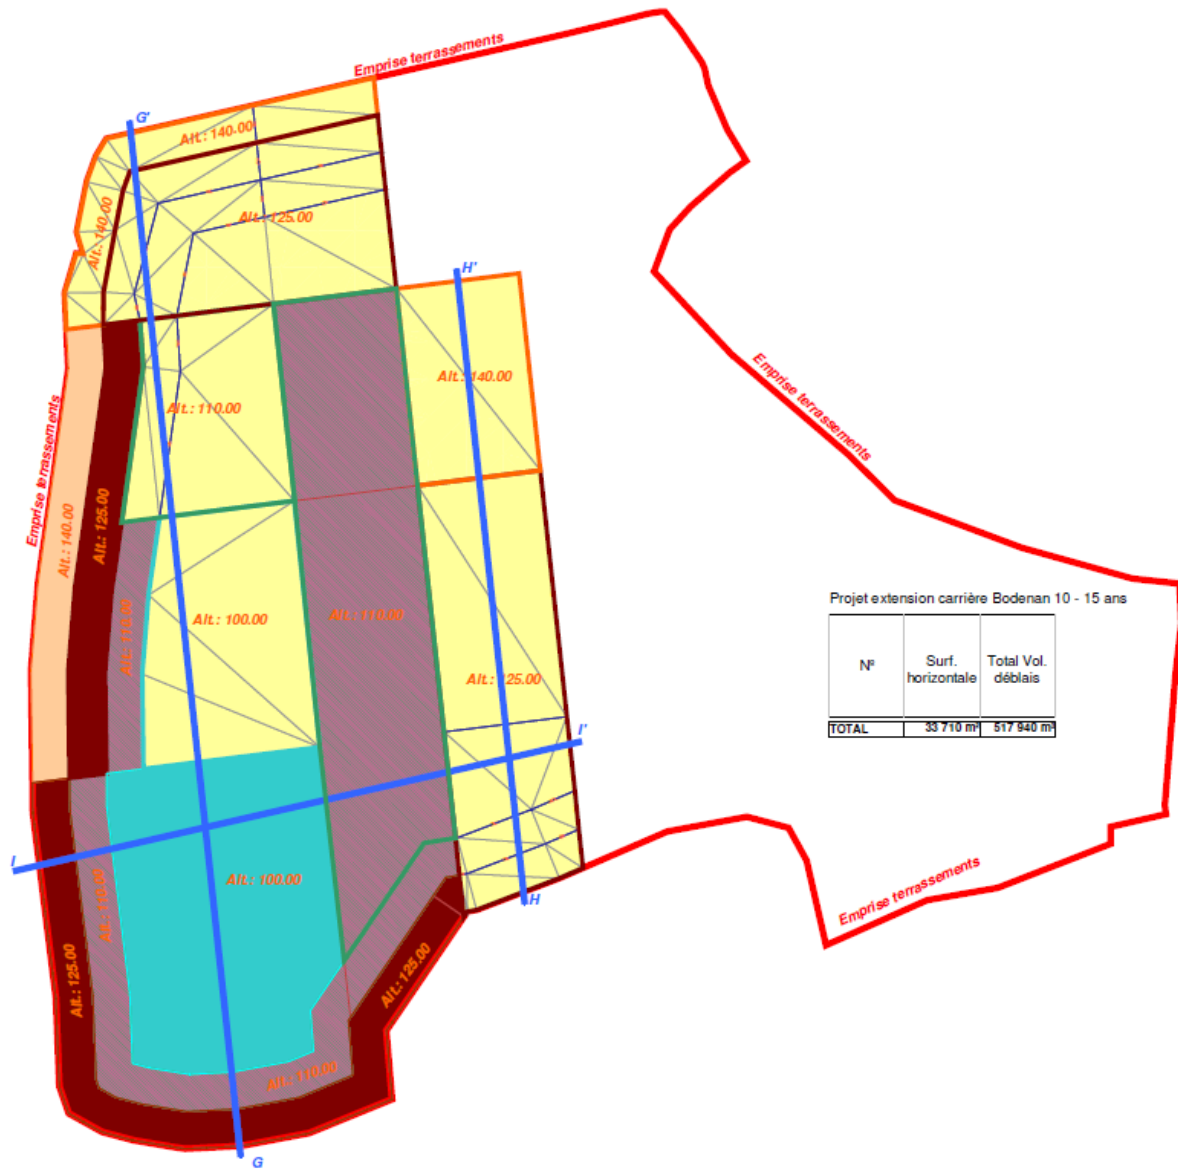 Emprise terrassements
G'
Alt.: 140.00
Alt.: 140.00
Alt.: 125.00
H'
Emprise terrassements
Alt.: 140.00
Alt.: 110.00
Emprise terrassements
Alt.: 125.00
Alt.: 140.00
Alt.: 110.00
Alt.: 100.00
Alt.: 110.00
Alt.: 125.00
Projet extension carrière Bodenan 10 - 15 ans
N° Surf. horizontale Total Vol. déblais
TOTAL 33 710 m² 517 940 m³
I'
I
Alt.: 100.00
Alt.: 110.00
H
Emprise terrassements
Alt.: 125.00
Alt.: 125.00
Alt.: 110.00
G